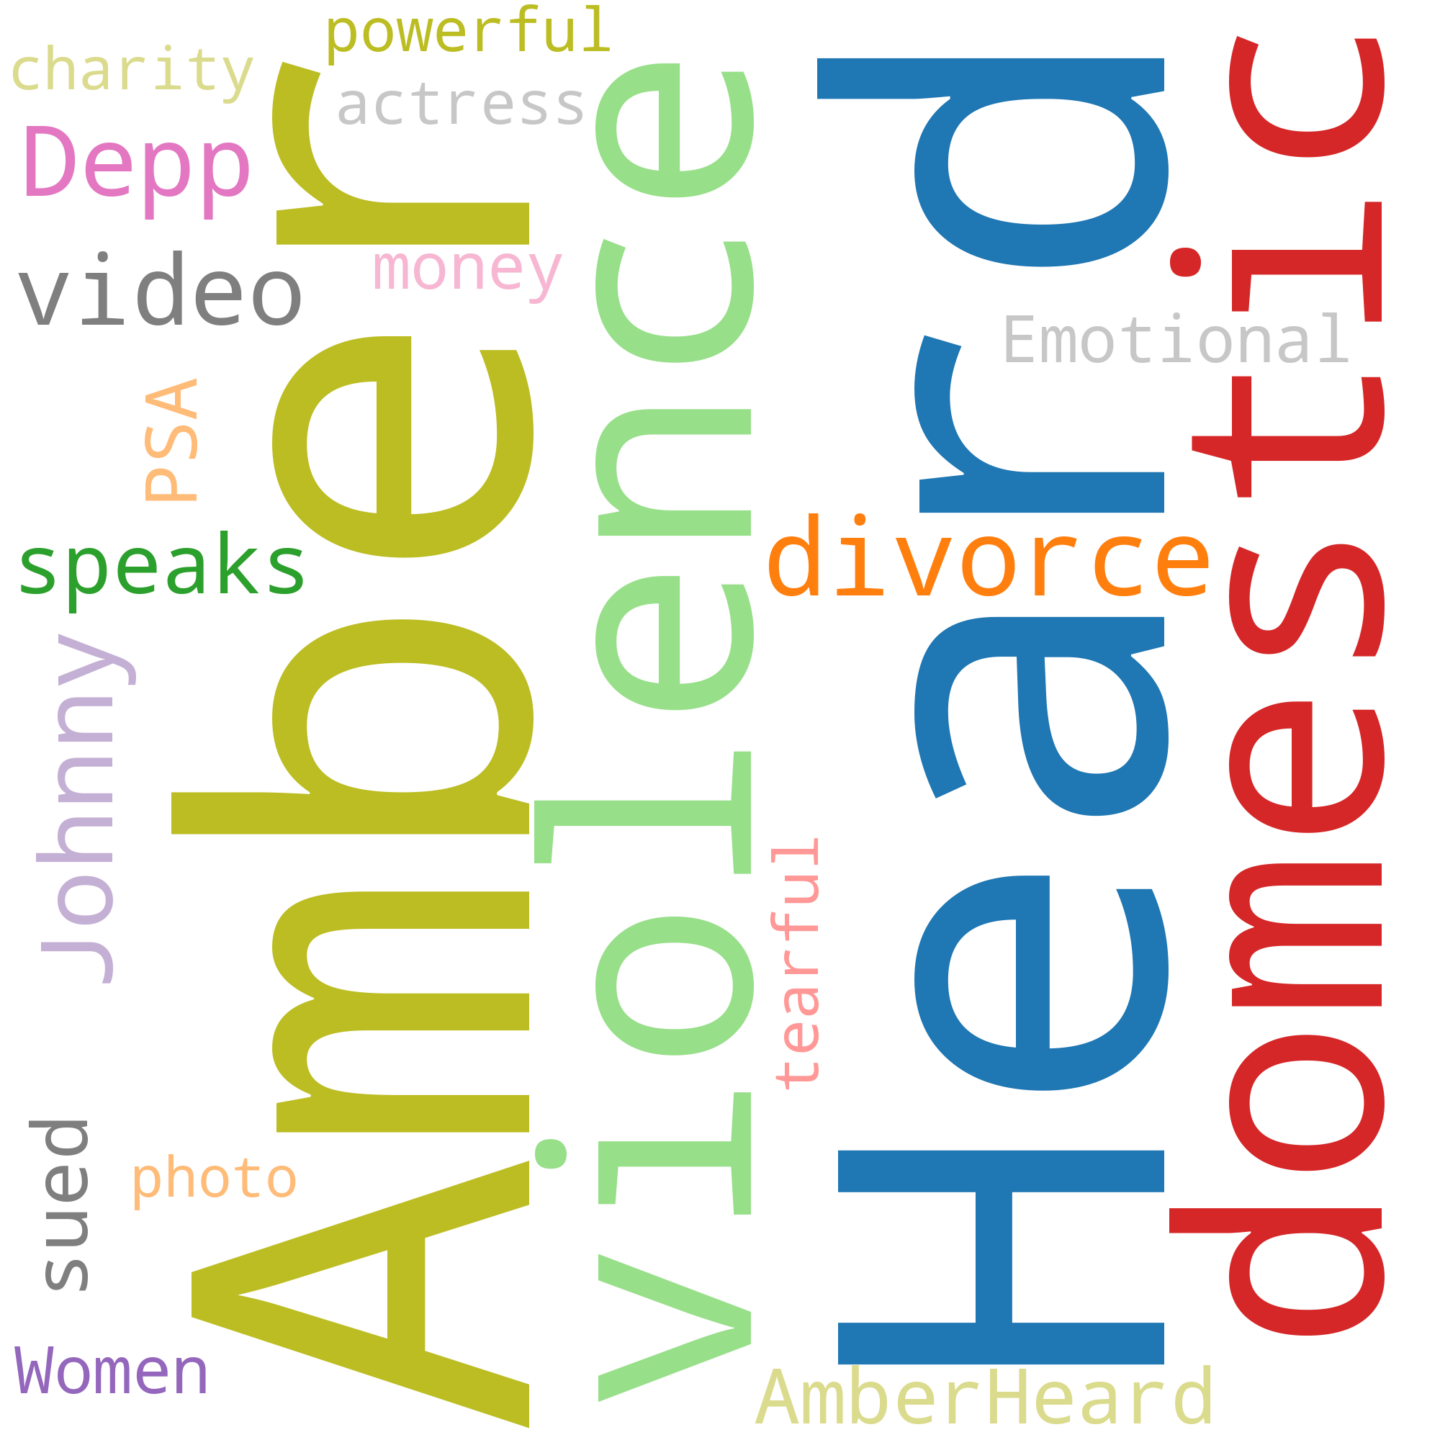 powerful
charity
actress
Depp
video
money
Amber
violence
Heard
domestic
Emotional
PSA
speaks
divorce
Johnny
tearful
sued
photo
Women
AmberHeard